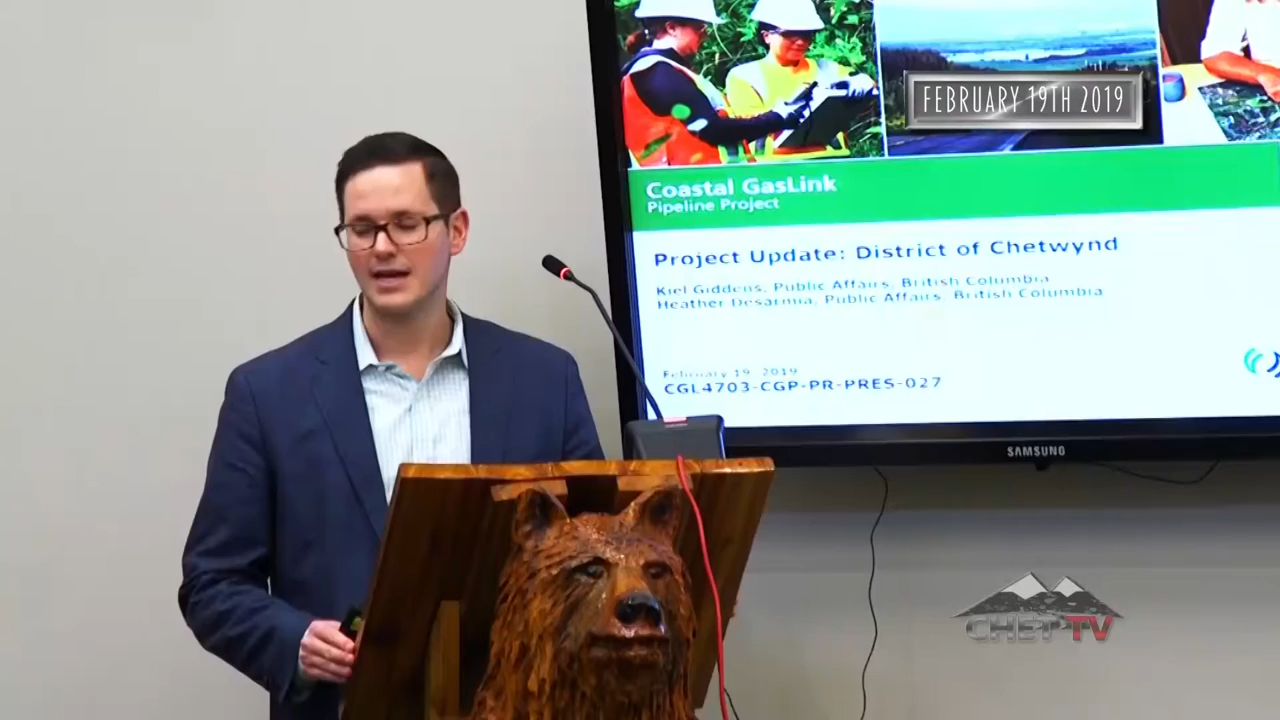 FEBRUARY 19TH 2019
Coastal GasLink
Pipeline Project
Project Update: District of Chetwynd
Kiel Giddens, Public Affairs, British Columbia
Heather Desarmia, Public Affairs, British Columbia
February 19, 2019
CGL4703-CGP-PR-PRES-027
SAMSUNG
CHET TV